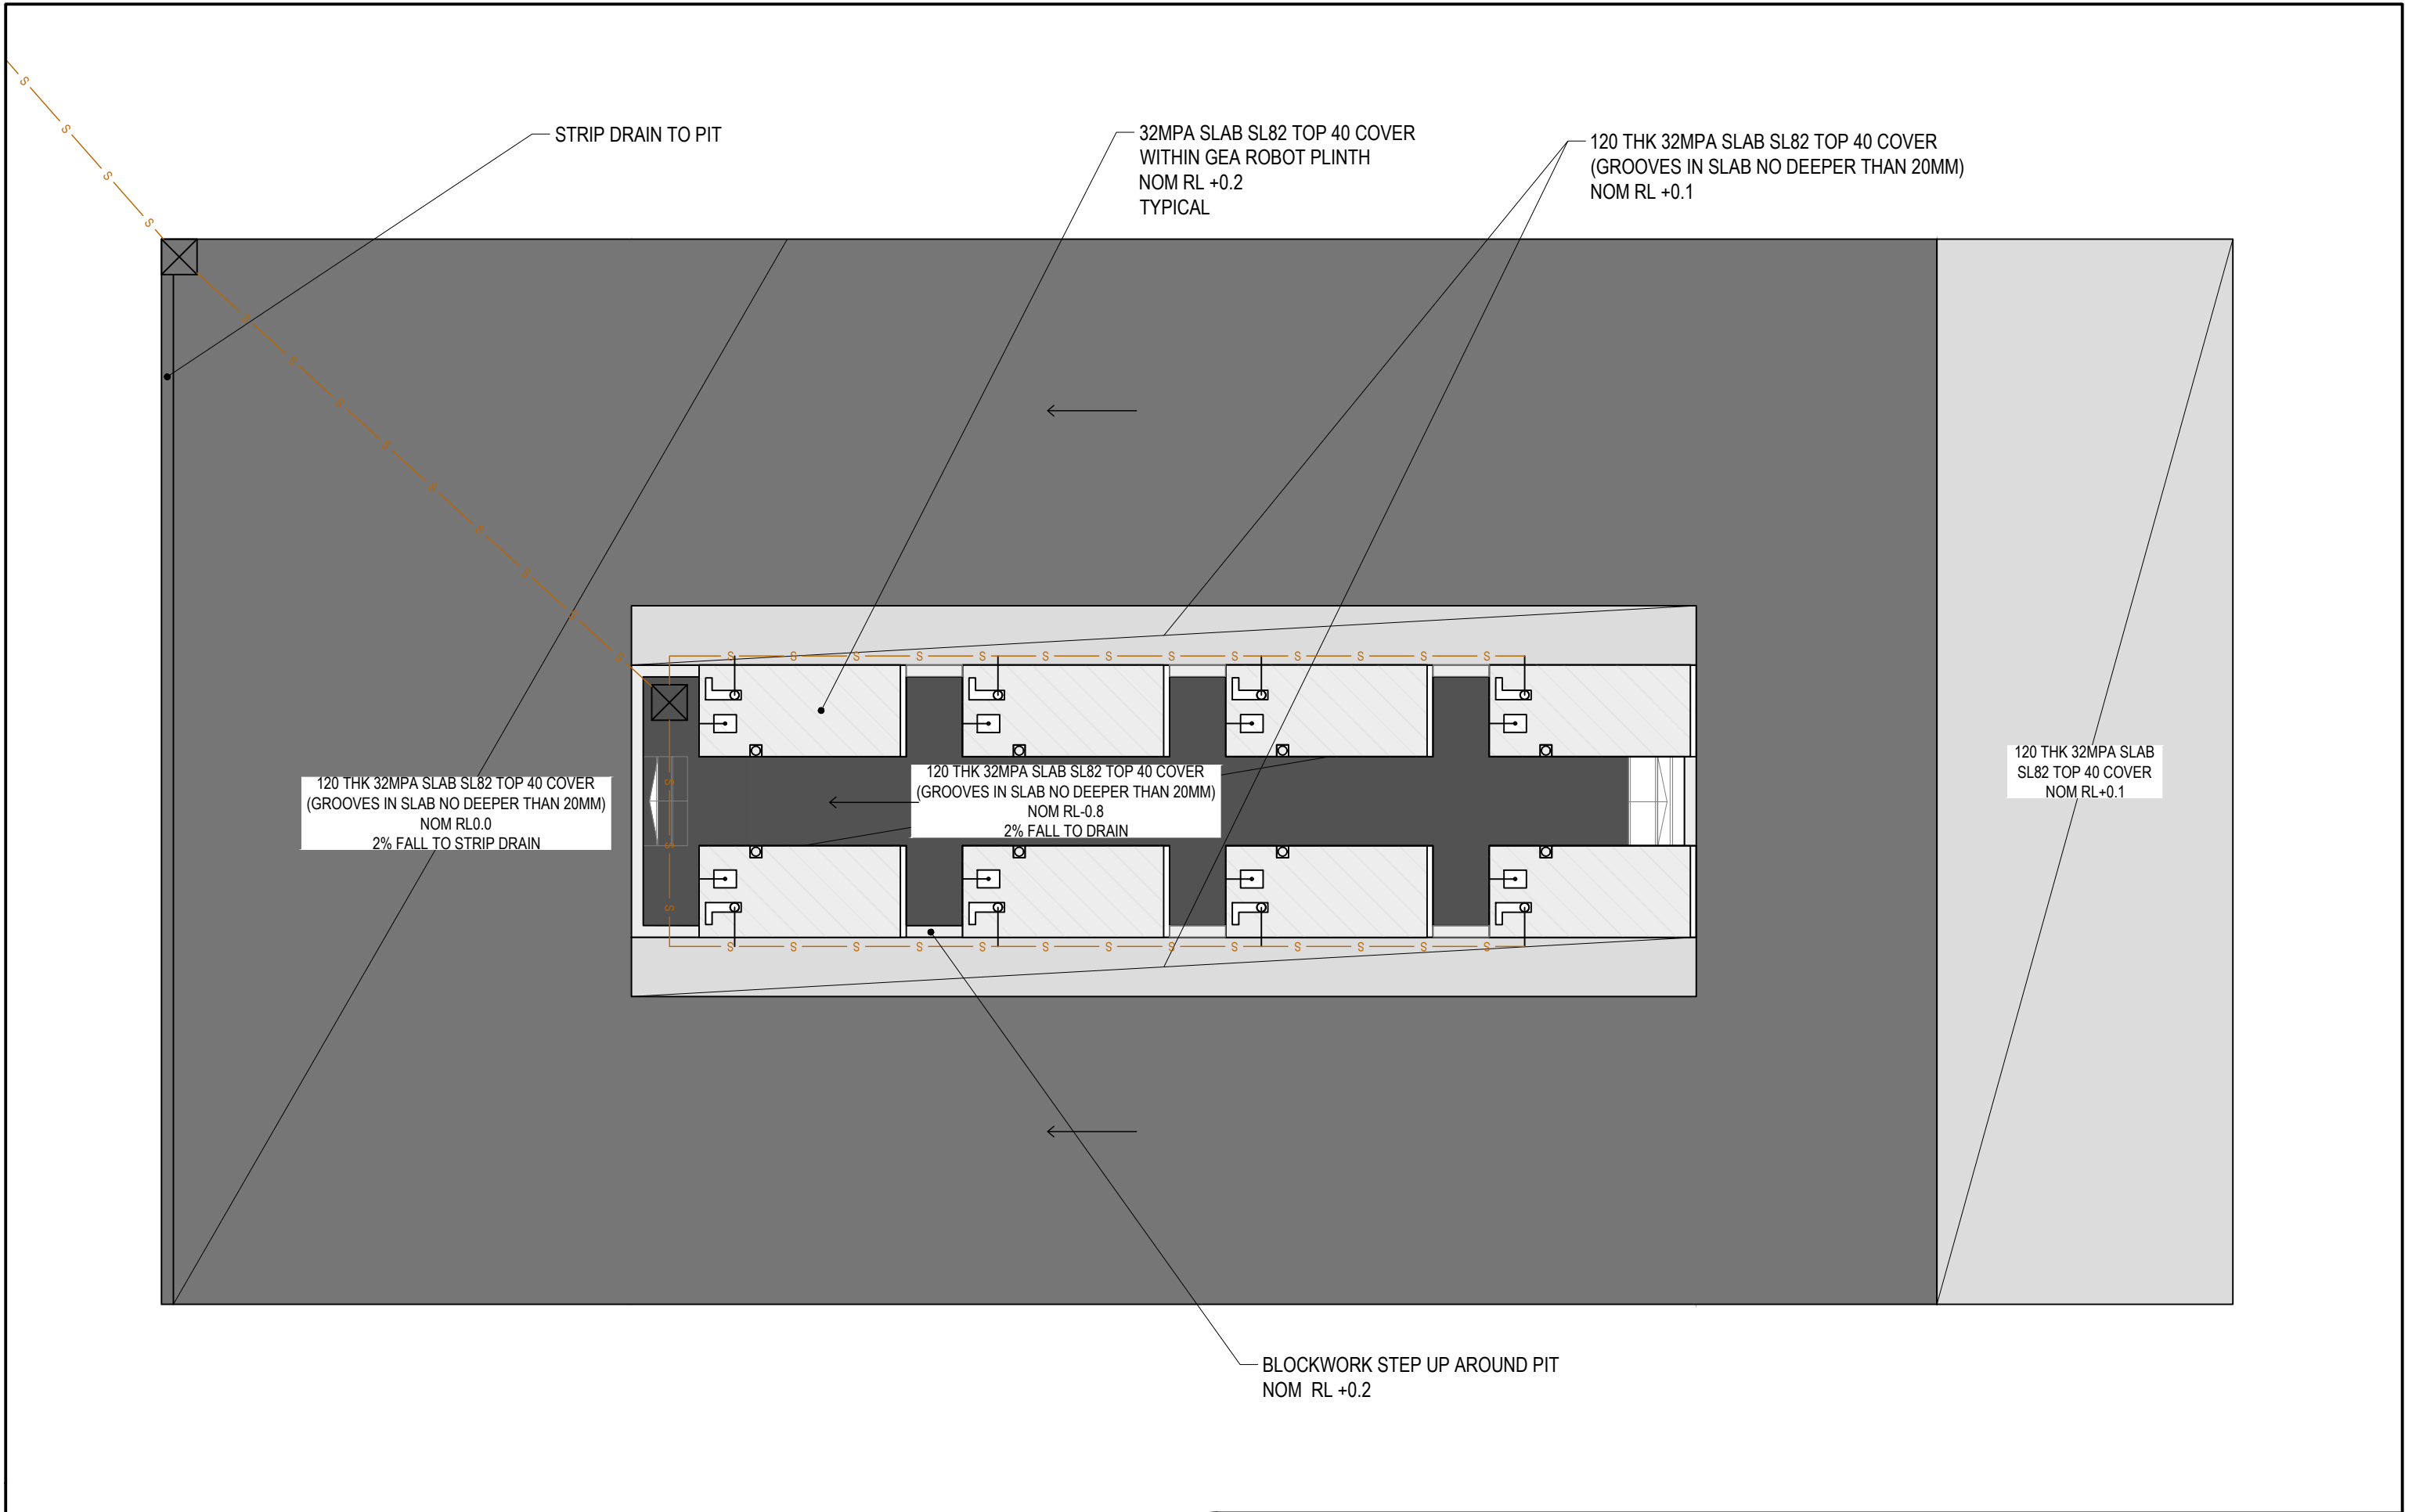 STRIP DRAIN TO PIT
32MPA SLAB SL82 TOP 40 COVER
WITHIN GEA ROBOT PLINTH
NOM RL +0.2
TYPICAL
120 THK 32MPA SLAB SL82 TOP 40 COVER
(GROOVES IN SLAB NO DEEPER THAN 20MM)
NOM RL +0.1
120 THK 32MPA SLAB SL82 TOP 40 COVER
(GROOVES IN SLAB NO DEEPER THAN 20MM)
NOM RL0.0
2% FALL TO STRIP DRAIN
120 THK 32MPA SLAB SL82 TOP 40 COVER
(GROOVES IN SLAB NO DEEPER THAN 20MM)
NOM RL-0.8
2% FALL TO DRAIN
120 THK 32MPA SLAB
SL82 TOP 40 COVER
NOM RL+0.1
BLOCKWORK STEP UP AROUND PIT
NOM RL +0.2
S S S S
S S S S S S S S S
S S S S S S S S S S S S S
S
S
S
S S S S S S S S S S S S S